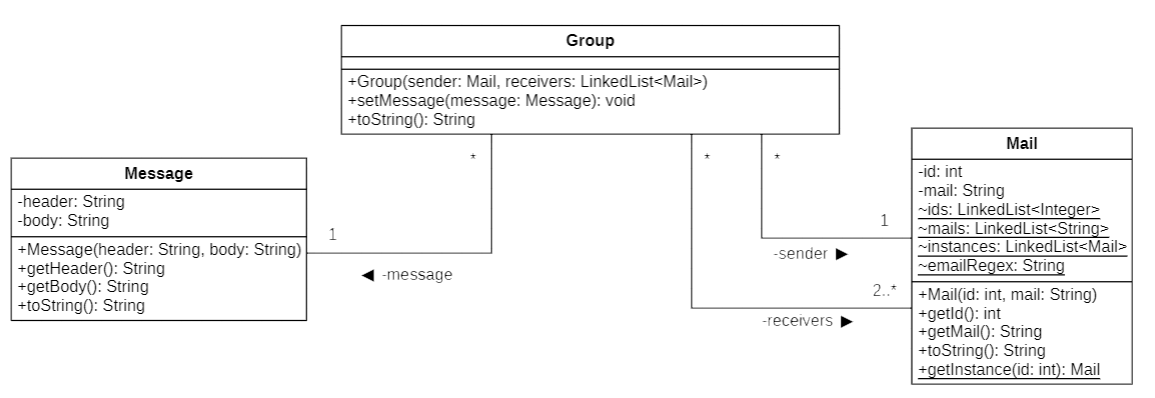 Group
+Group(sender: Mail, receivers: LinkedList<Mail>)
+setMessage(message: Message): void
+toString(): String
Message
-header: String
-body: String
+Message(header: String, body: String)
+getHeader(): String
+getBody(): String
+toString(): String
*
*
*
1
◀ -message
1
-sender ▶
2..*
-receivers ▶
Mail
-id: int
-mail: String
~ids: LinkedList<Integer>
~mails: LinkedList<String>
~instances: LinkedList<Mail>
~emailRegex: String
+Mail(id: int, mail: String)
+getId(): int
+getMail(): String
+toString(): String
+getInstance(id: int): Mail